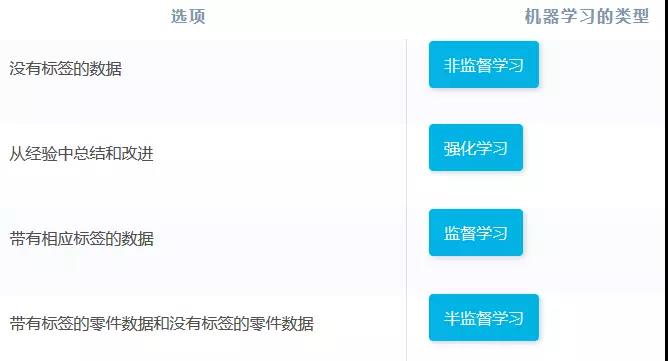 选项 机器学习的类型
没有标签的数据 非监督学习
从经验中总结和改进 强化学习
带有相应标签的数据 监督学习
带有标签的零件数据和没有标签的零件数据 半监督学习